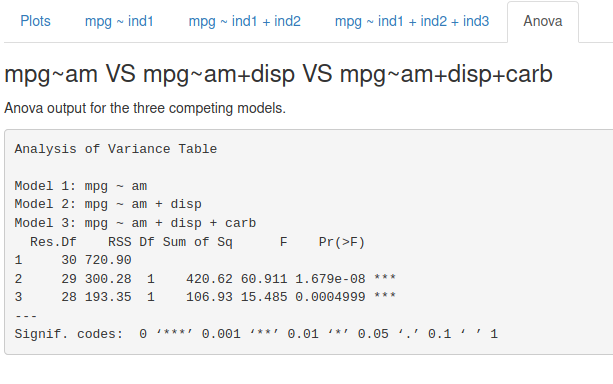 Plots mpg ~ ind1 mpg ~ ind1 + ind2 mpg ~ ind1 + ind2 + ind3 Anova
mpg~am VS mpg~am+disp VS mpg~am+disp+carb
Anova output for the three competing models.
Analysis of Variance Table
Model 1: mpg ~ am
Model 2: mpg ~ am + disp
Model 3: mpg ~ am + disp + carb
  Res.Df    RSS Df Sum of Sq      F    Pr(>F)
1     30 720.90
2     29 300.28  1    420.62 60.911 1.679e-08 ***
3     28 193.35  1    106.93 15.485 0.0004999 ***
---
Signif. codes:  0 ‘***’ 0.001 ‘**’ 0.01 ‘*’ 0.05 ‘.’ 0.1 ‘ ’ 1